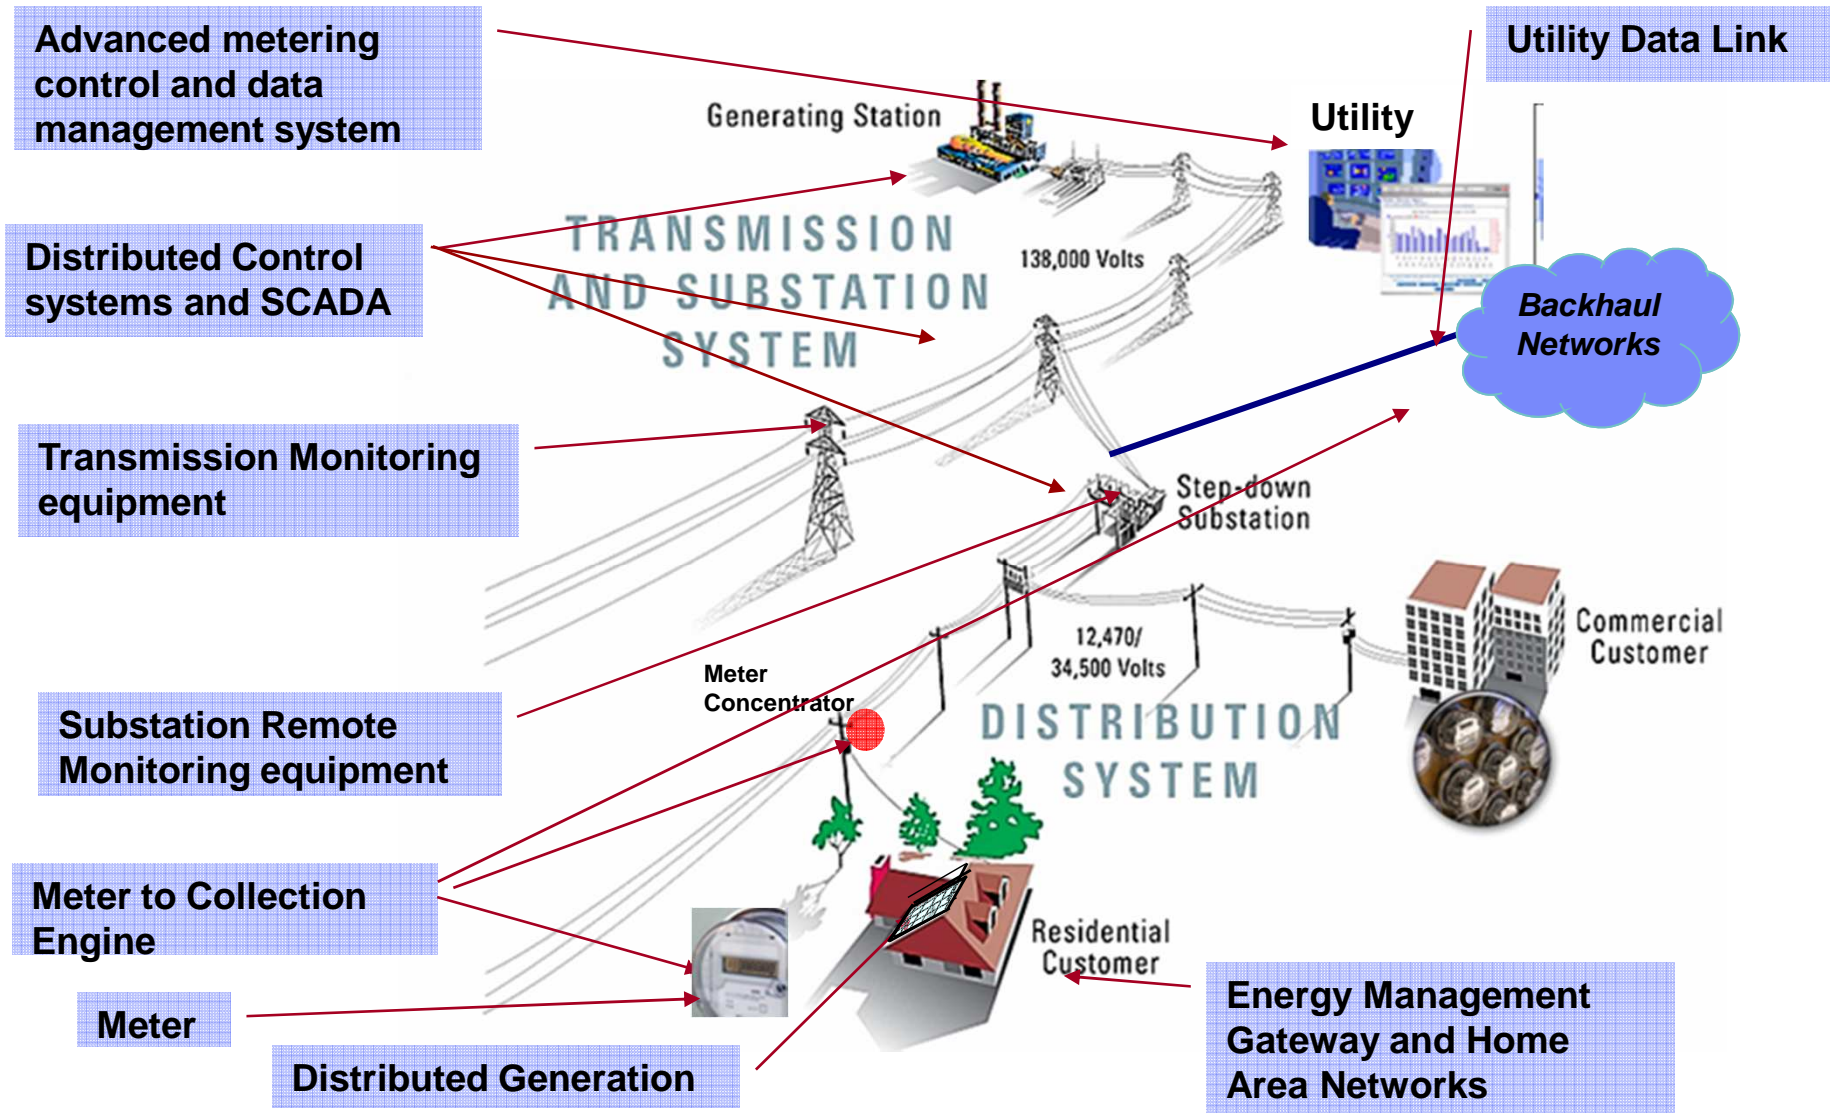 Advanced metering
control and data
management system
Utility Data Link
Generating Station
Utility
Distributed Control
systems and SCADA
TRANSMISSION
AND SUBSTATION
SYSTEM
138,000 Volts
Backhaul
Networks
Transmission Monitoring
equipment
Step-down
Substation
Commercial
Customer
12,470/
34,500 Volts
Meter
Concentrator
DISTRIBUTION
SYSTEM
Substation Remote
Monitoring equipment
Meter to Collection
Engine
Residential
Customer
Meter
Distributed Generation
Energy Management
Gateway and Home
Area Networks